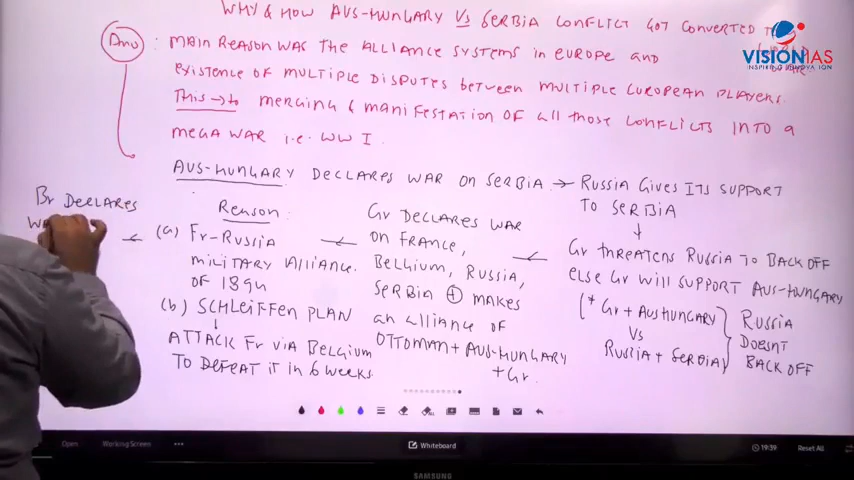 WHY & HOW AUS-HUNGARY VS SERBIA CONFLICT GOT CONVERTED TO
VISIONIAS
INSPIRING INNOVATION
Ans : MAIN REASON WAS THE ALLIANCE SYSTEMS IN EUROPE AND
EXISTENCE OF MULTIPLE DISPUTES BETWEEN MULTIPLE EUROPEAN PLAYERS.
This → to MERGING & MANIFESTATION OF All THOSE CONFLICTS INTO a
MEGA WAR i.e. WW I.
AUS-HUNGARY DECLARES WAR ON SERBIA → RUSSIA GIVES ITS SUPPORT
TO SERBIA
↓
Gr THREATENS RUSSIA TO BACK OFF
ELSE Gr WILL SUPPORT AUS-HUNGARY
(* Gr + AUSHUNGARY
VS
RUSSIA + SERBIA)
RUSSIA
DOESNT
BACK OFF
←
Gr DECLARES WAR
ON FRANCE,
BELGIUM, RUSSIA,
SERBIA ⊕ MAKES
an alliance OF
OTTOMAN + AUS-HUNGARY
+ Gr.
←
Reason:
(a) Fr-RUSSIA
MILITARY Alliance.
OF 1894
(b) SCHLEIFFEN PLAN
↓
ATTACK Fr VIA BELGIUM
TO DEFEAT IT IN 6 WEEKS.
←
Br DECLARES
Open
Working Screen
Whiteboard
19:39
Reset All
SAMSUNG